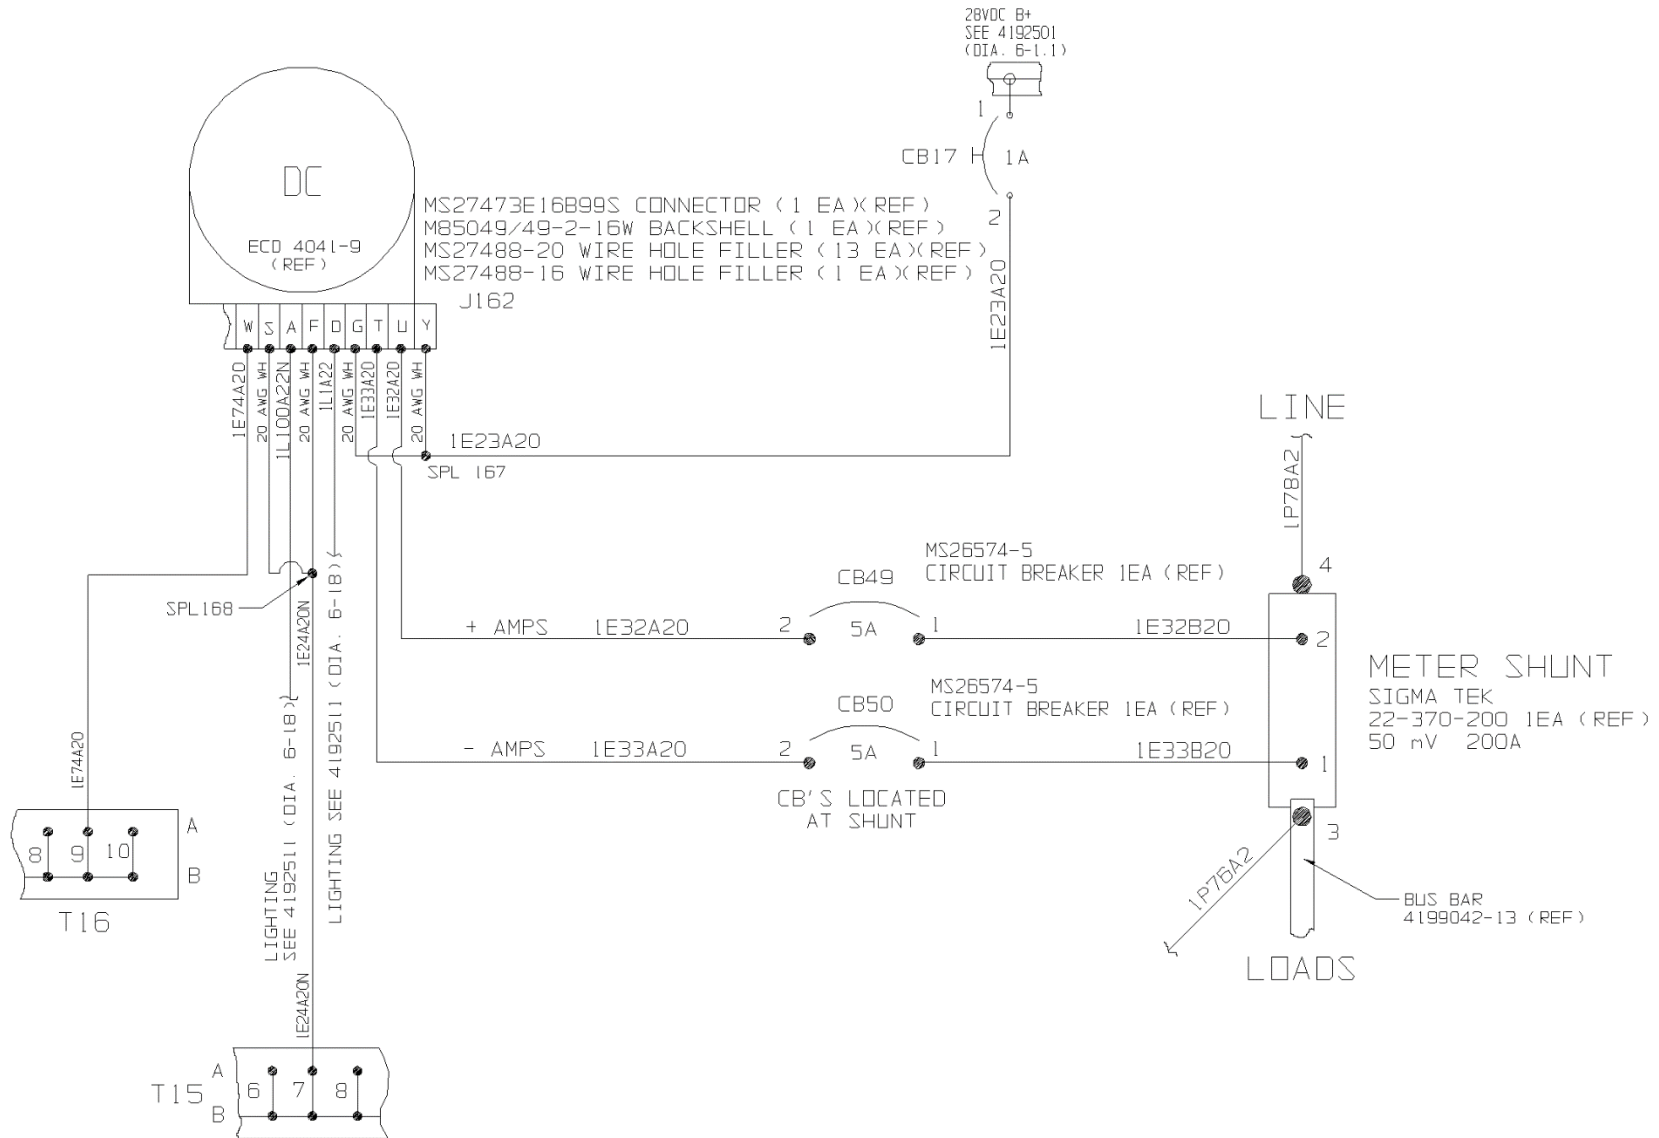 28VDC B+
SEE 4192501
(DIA. 6-1.1)
1
CB17
1A
2
1E23A20
DC
ECD 4041-9
(REF)
MS27473E16B99S CONNECTOR (1 EA)(REF)
M85049/49-2-16W BACKSHELL (1 EA)(REF)
MS27488-20 WIRE HOLE FILLER (13 EA)(REF)
MS27488-16 WIRE HOLE FILLER (1 EA)(REF)
J162
W S A F D G T U Y
1E74A20
20 AWG WH
1L100A22N
20 AWG WH
1L1A22
20 AWG WH
1E33A20
1E32A20
20 AWG WH
1E23A20
SPL 167
LINE
1P78A2
SPL168
1E24A20N
LIGHTING SEE 4192511 (DIA. 6-18)
LIGHTING
SEE 4192511 (DIA. 6-18)
MS26574-5
CIRCUIT BREAKER 1EA (REF)
CB49
+ AMPS
1E32A20
2
5A
1
1E32B20
4
2
METER SHUNT
SIGMA TEK
22-370-200 1EA (REF)
50 mV 200A
MS26574-5
CIRCUIT BREAKER 1EA (REF)
CB50
- AMPS
1E33A20
2
5A
1
1E33B20
1
CB'S LOCATED
AT SHUNT
3
1P76A2
BUS BAR
4199042-13 (REF)
LOADS
1E74A20
A
8 9 10
B
T16
1E24A20N
T15
A
6 7 8
B